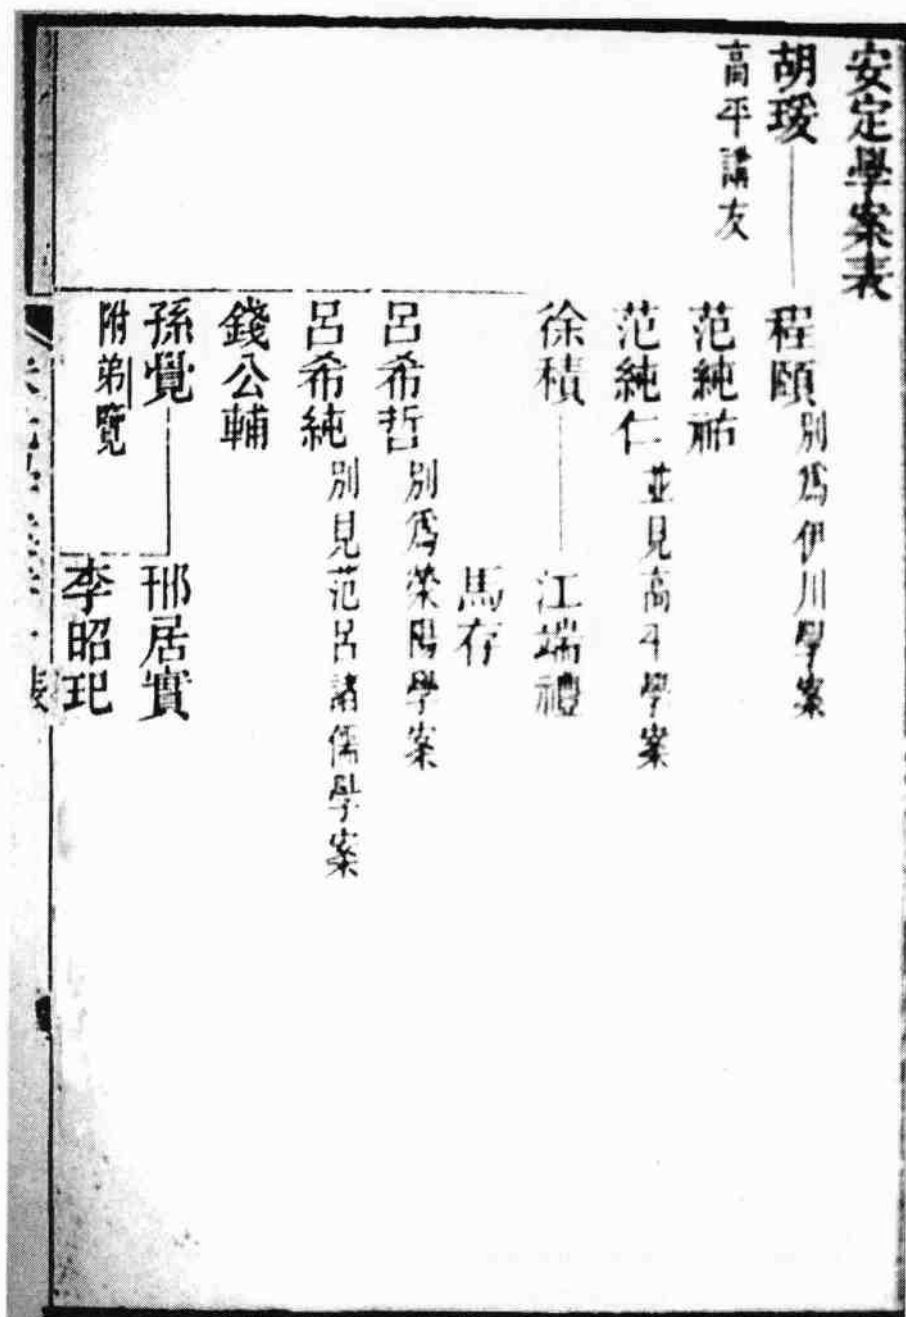 安定學案表
胡瑗
高平講友
程頤 別爲伊川學案
范純祐
范純仁 並見高平學案
徐積
江端禮
馬存
呂希哲 別爲滎陽學案
呂希純 別見范呂諸儒學案
錢公輔
孫覺
附弟覽
邢居實
李昭玘